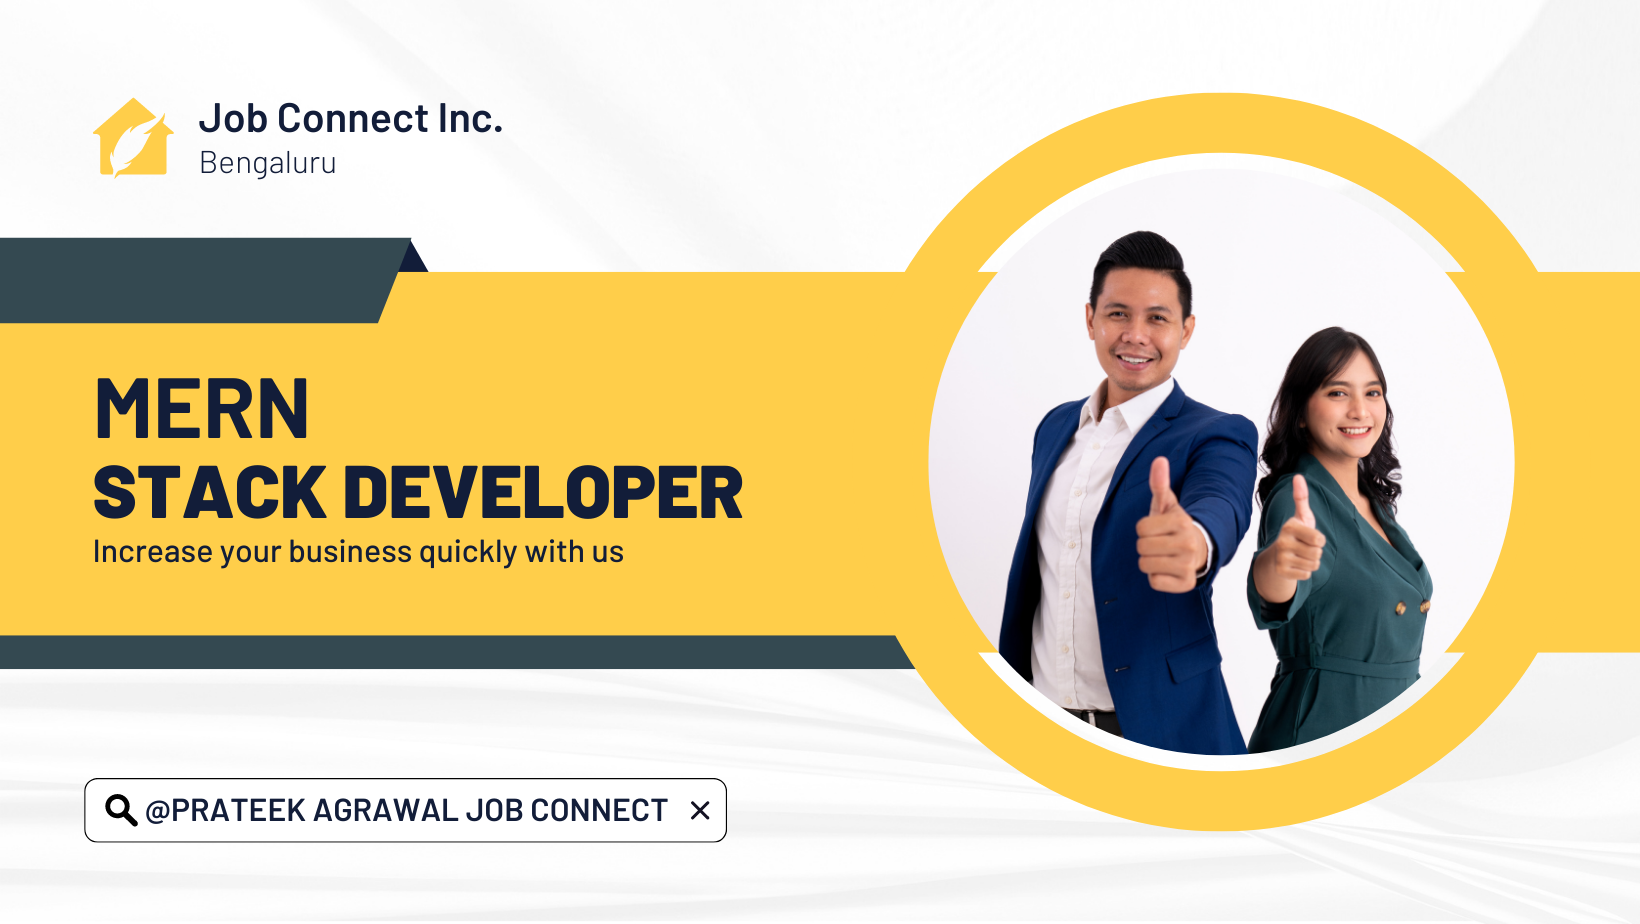 Job Connect Inc.
Bengaluru
MERN
STACK DEVELOPER
Increase your business quickly with us
@PRATEEK AGRAWAL JOB CONNECT